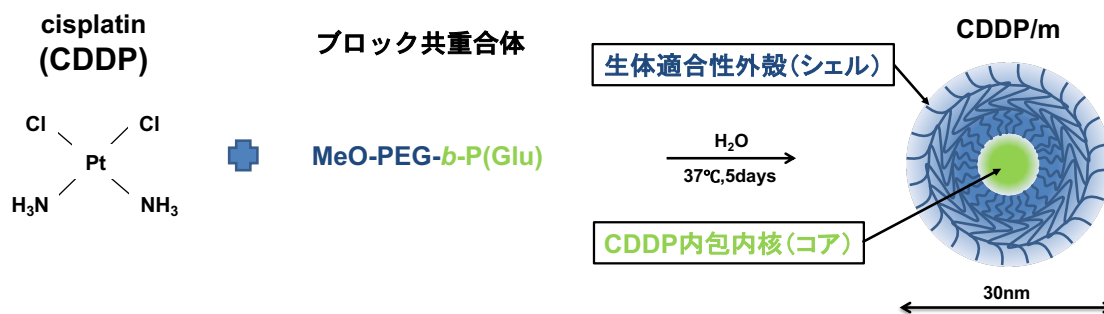 cisplatin
(CDDP)
Cl Cl
Pt
H₃N NH₃
ブロック共重合体
MeO-PEG-b-P(Glu)
H₂O
37℃,5days
CDDP/m
生体適合性外殻(シェル)
CDDP内包内核(コア)
30nm